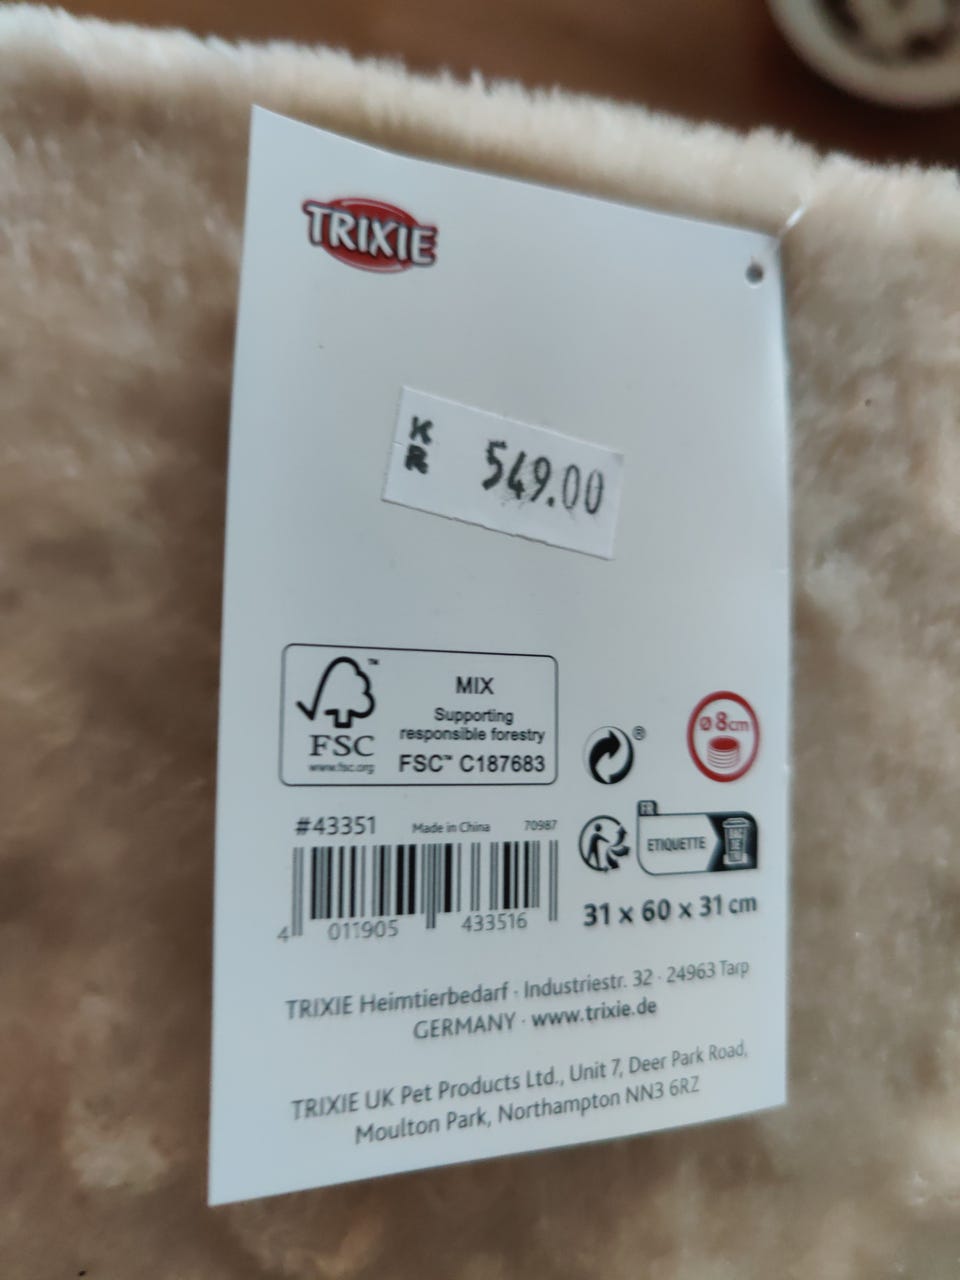 TRIXIE
KR 549.00
FSC™
www.fsc.org
MIX
Supporting
responsible forestry
FSC™ C187683
®
Ø 8cm
#43351 Made in China 70987
FR
ETIQUETTE
4 011905 433516
31 x 60 x 31 cm
TRIXIE Heimtierbedarf · Industriestr. 32 · 24963 Tarp
GERMANY · www.trixie.de
TRIXIE UK Pet Products Ltd., Unit 7, Deer Park Road,
Moulton Park, Northampton NN3 6RZ